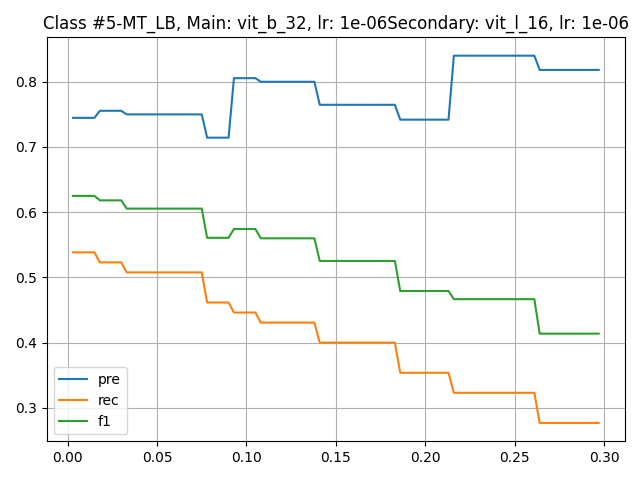 Class #5-MT_LB, Main: vit_b_32, lr: 1e-06Secondary: vit_l_16, lr: 1e-06
0.8
0.7
0.6
0.5
0.4
0.3
pre
rec
f1
0.00 0.05 0.10 0.15 0.20 0.25 0.30